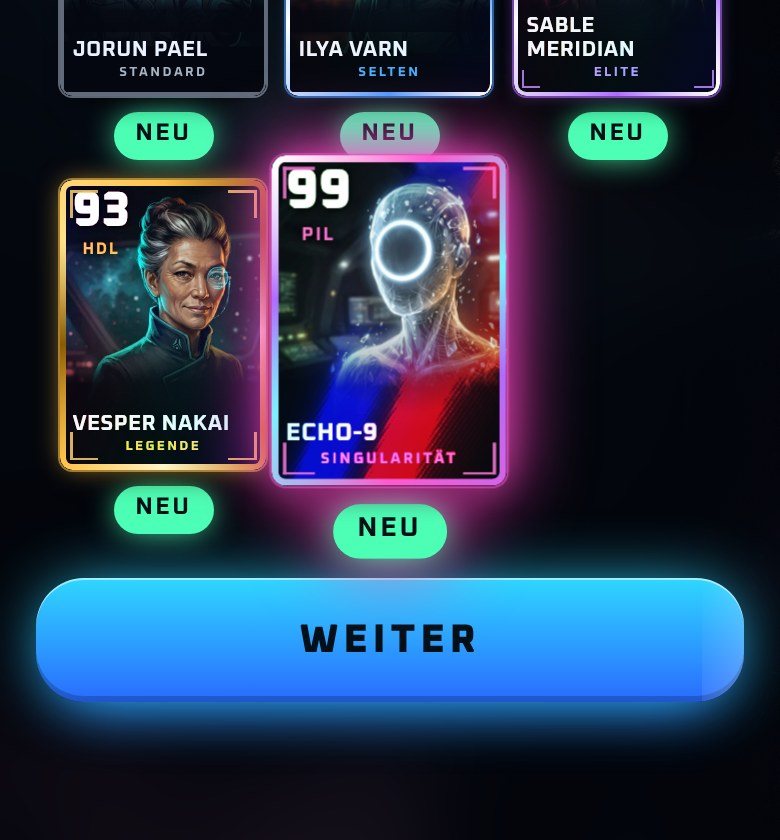 JORUN PAEL
STANDARD
ILYA VARN
SELTEN
SABLE
MERIDIAN
ELITE
NEU
NEU
NEU
93
HDL
VESPER NAKAI
LEGENDE
99
PIL
ECHO-9
SINGULARITÄT
NEU
NEU
WEITER